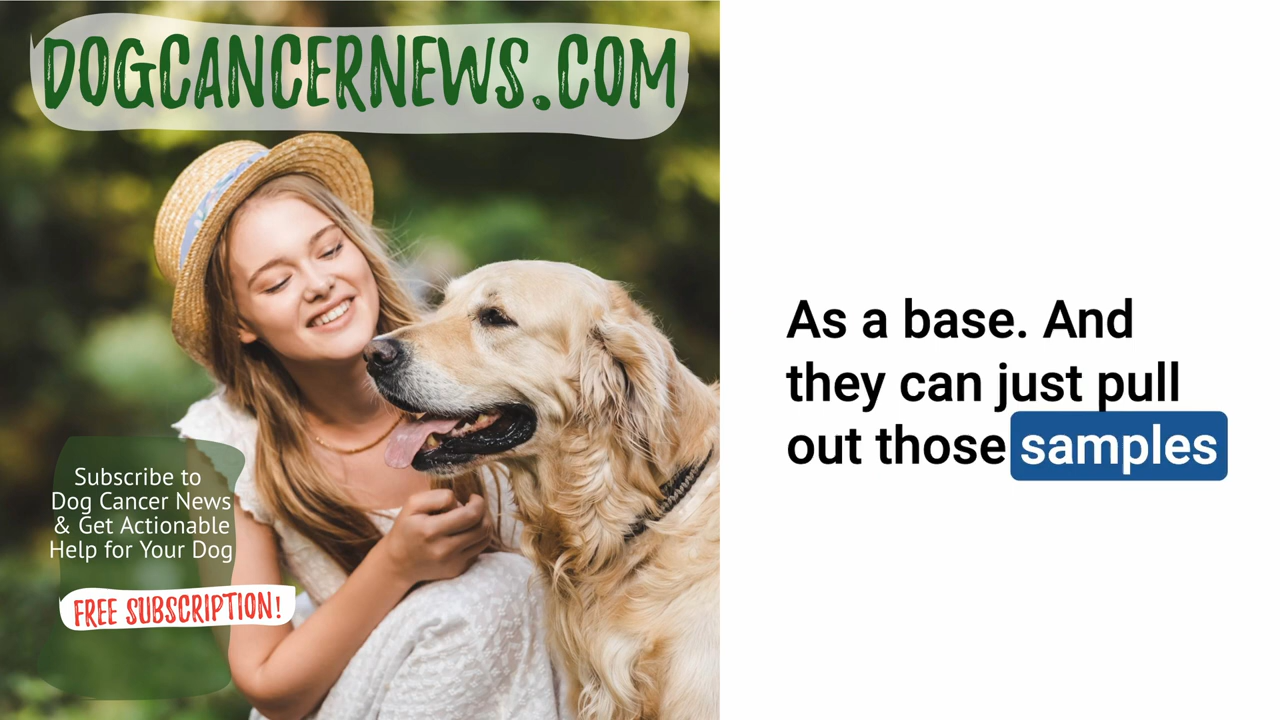 DOGCANCERNEWS.COM
Subscribe to
Dog Cancer News
& Get Actionable
Help for Your Dog
FREE SUBSCRIPTION!
As a base. And
they can just pull
out those samples